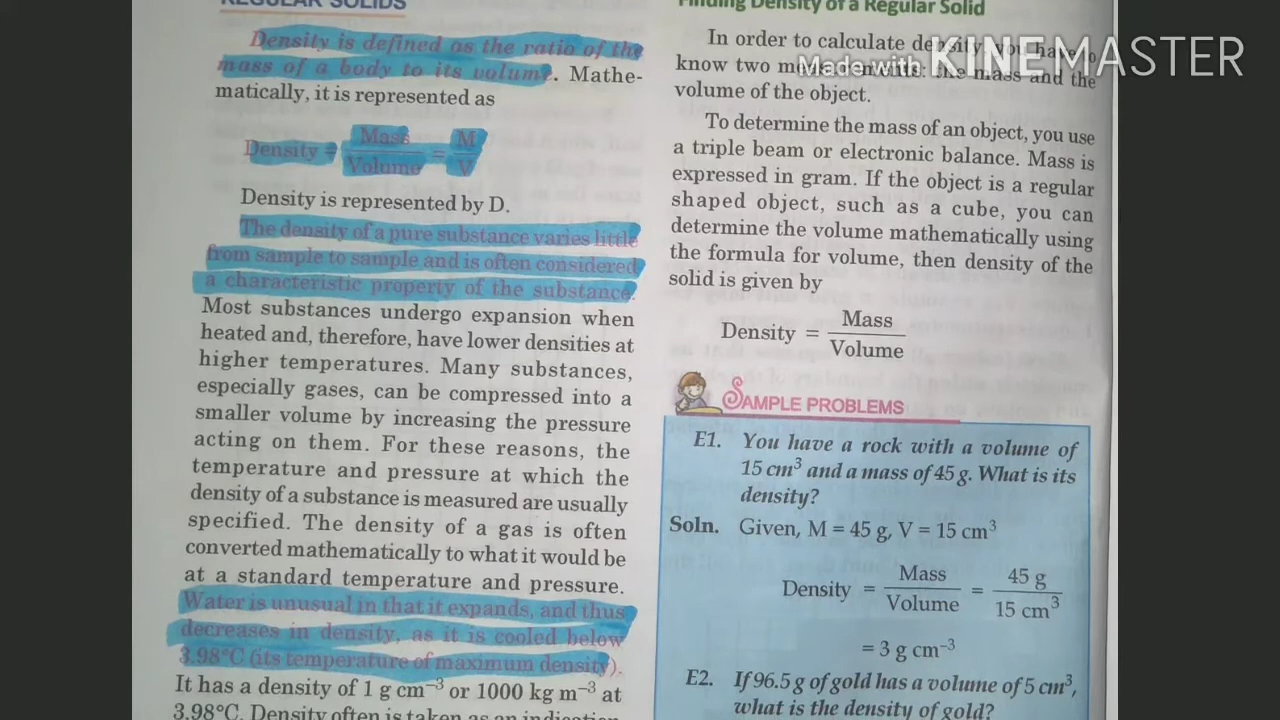 REGULAR SOLIDS
Density is defined as the ratio of the
mass of a body to its volume. Mathe-
matically, it is represented as
Density = Mass/Volume = M/V
Density is represented by D.
The density of a pure substance varies little
from sample to sample and is often considered
a characteristic property of the substance.
Most substances undergo expansion when
heated and, therefore, have lower densities at
higher temperatures. Many substances,
especially gases, can be compressed into a
smaller volume by increasing the pressure
acting on them. For these reasons, the
temperature and pressure at which the
density of a substance is measured are usually
specified. The density of a gas is often
converted mathematically to what it would be
at a standard temperature and pressure.
Water is unusual in that it expands, and thus
decreases in density, as it is cooled below
3.98°C (its temperature of maximum density).
It has a density of 1 g cm⁻³ or 1000 kg m⁻³ at
3.98°C. Density often is taken as an indication
Finding Density of a Regular Solid
In order to calculate density, you have to
know two measurements: the mass and the
volume of the object.
To determine the mass of an object, you use
a triple beam or electronic balance. Mass is
expressed in gram. If the object is a regular
shaped object, such as a cube, you can
determine the volume mathematically using
the formula for volume, then density of the
solid is given by
Density = Mass/Volume
SAMPLE PROBLEMS
E1. You have a rock with a volume of
15 cm³ and a mass of 45 g. What is its
density?
Soln. Given, M = 45 g, V = 15 cm³
Density = Mass/Volume = 45 g/15 cm³
= 3 g cm⁻³
E2. If 96.5 g of gold has a volume of 5 cm³,
what is the density of gold?
Made with KINEMASTER